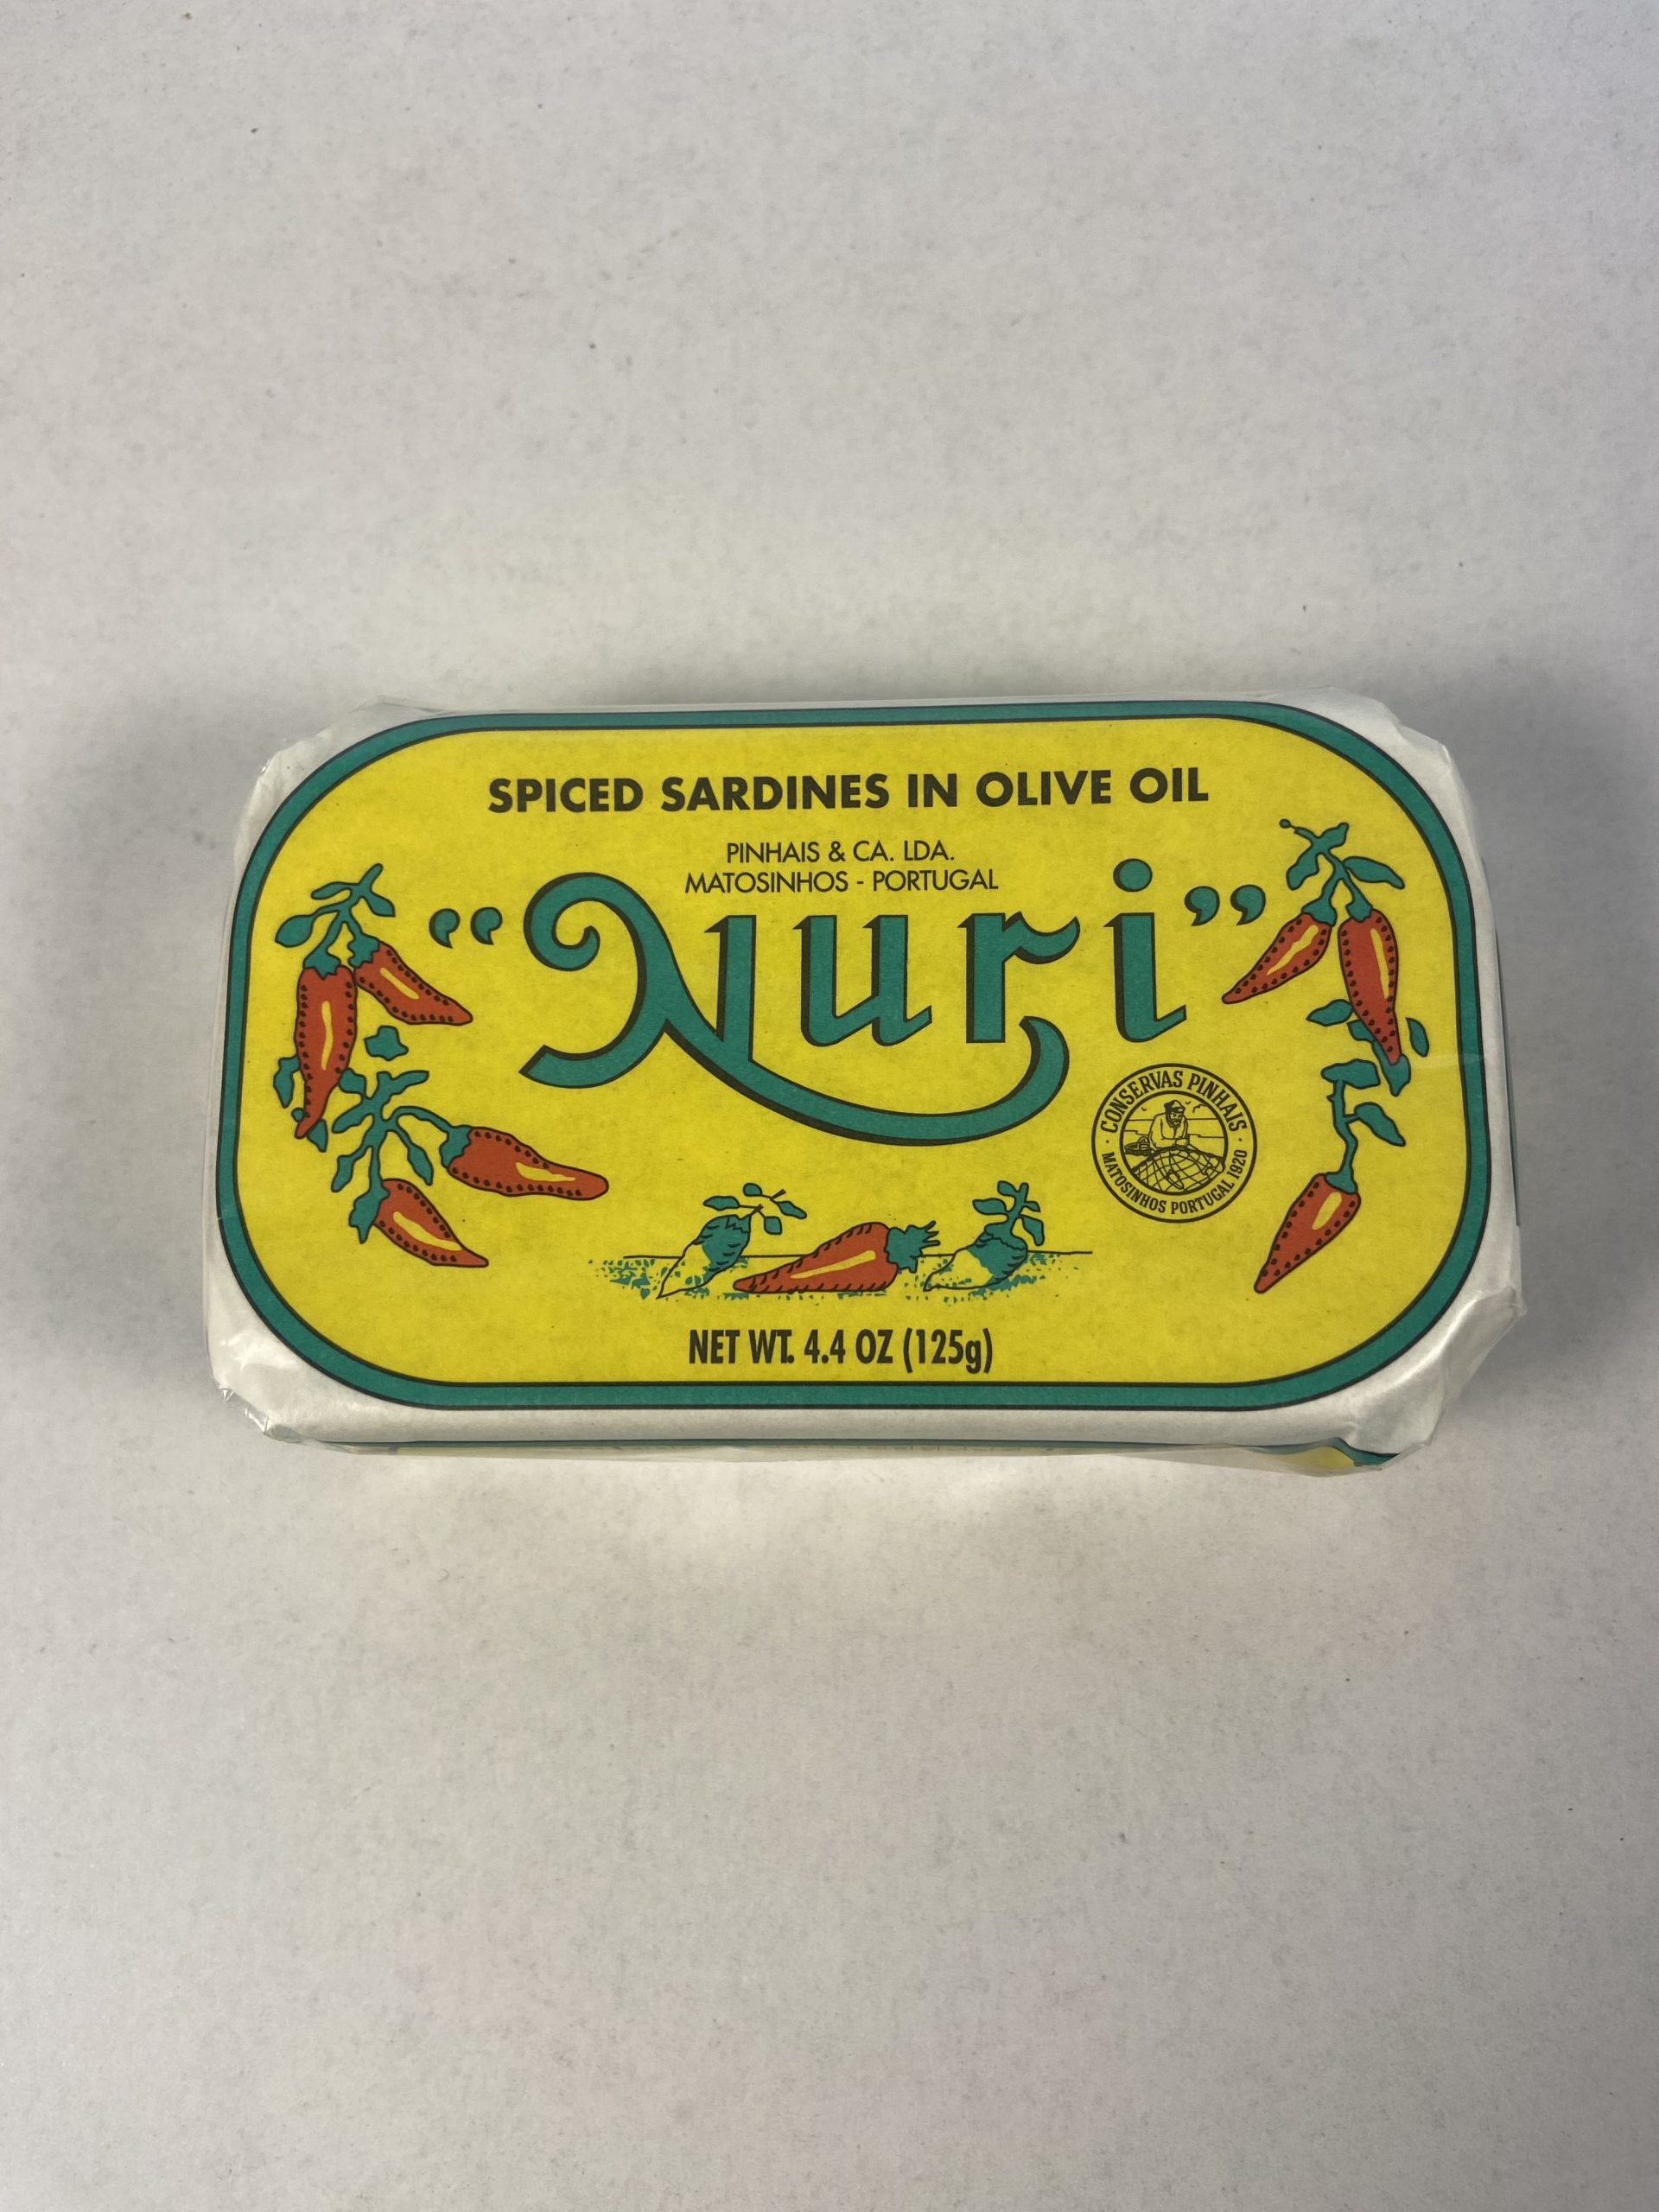 SPICED SARDINES IN OLIVE OIL
PINHAIS & CA. LDA.
MATOSINHOS - PORTUGAL
“Nuri”
· CONSERVAS PINHAIS ·
MATOSINHOS PORTUGAL 1920
NET WT. 4.4 OZ (125g)